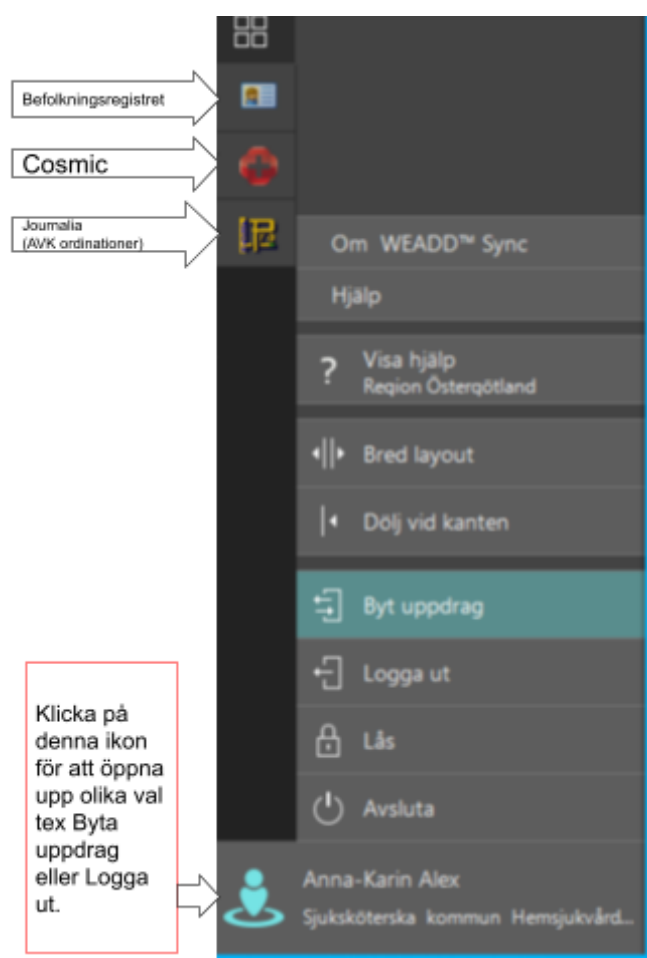 Befolkningsregistret
Cosmic
Journalia
(AVK ordinationer)
Om WEADD™ Sync
Hjälp
?
Visa hjälp
Region Östergötland
Bred layout
Dölj vid kanten
Byt uppdrag
Logga ut
Lås
Avsluta
Klicka på
denna ikon
för att öppna
upp olika val
tex Byta
uppdrag
eller Logga
ut.
Anna-Karin Alex
Sjuksköterska kommun Hemsjukvård...